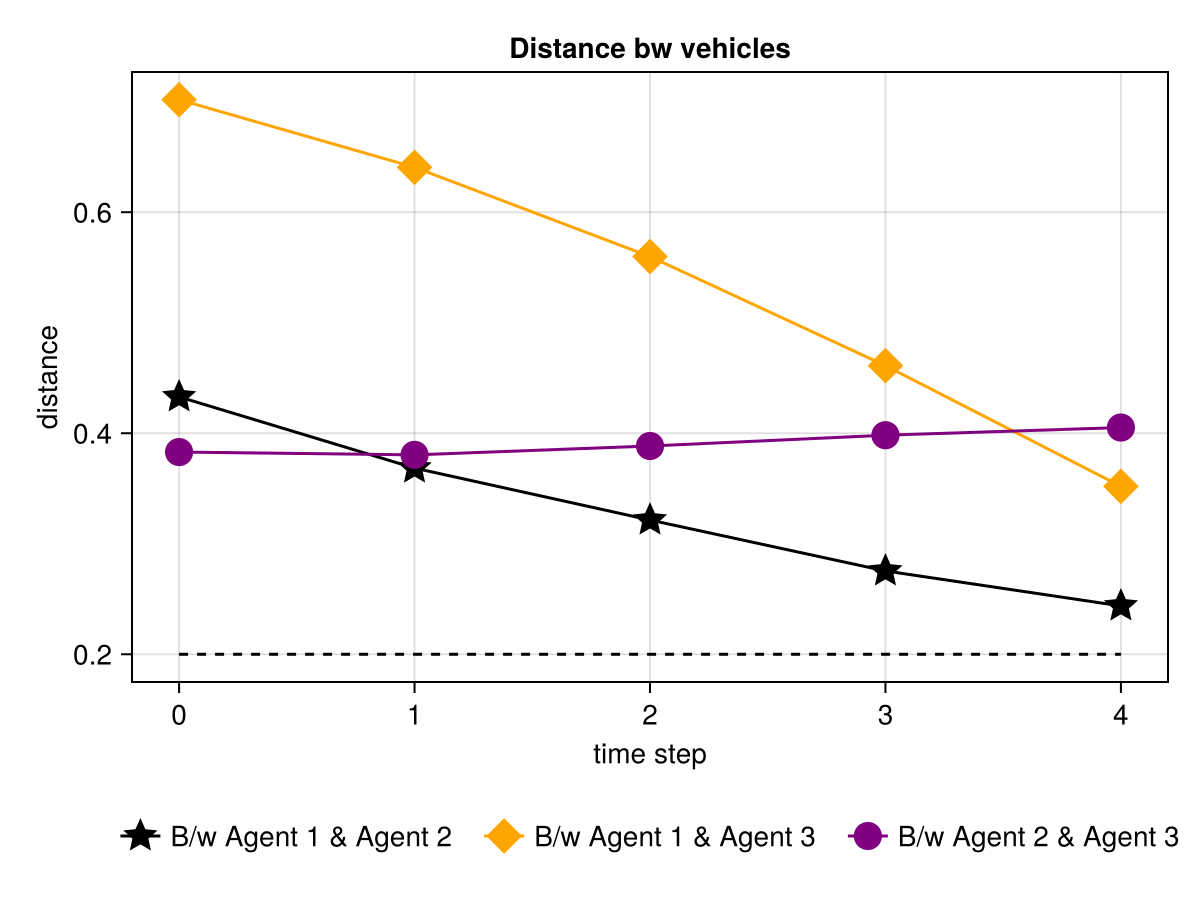 Distance bw vehicles
distance
0.6
0.4
0.2
0 1 2 3 4
time step
B/w Agent 1 & Agent 2 B/w Agent 1 & Agent 3 B/w Agent 2 & Agent 3